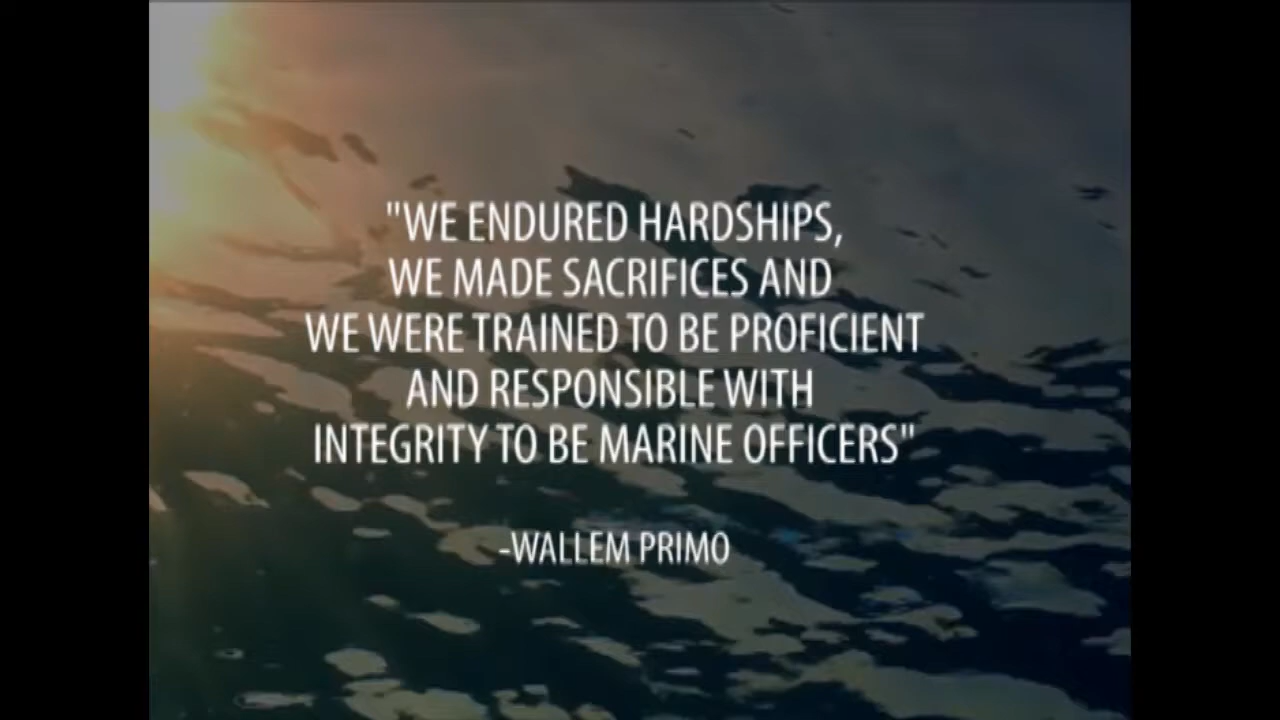 "WE ENDURED HARDSHIPS,
WE MADE SACRIFICES AND
WE WERE TRAINED TO BE PROFICIENT
AND RESPONSIBLE WITH
INTEGRITY TO BE MARINE OFFICERS"
-WALLEM PRIMO